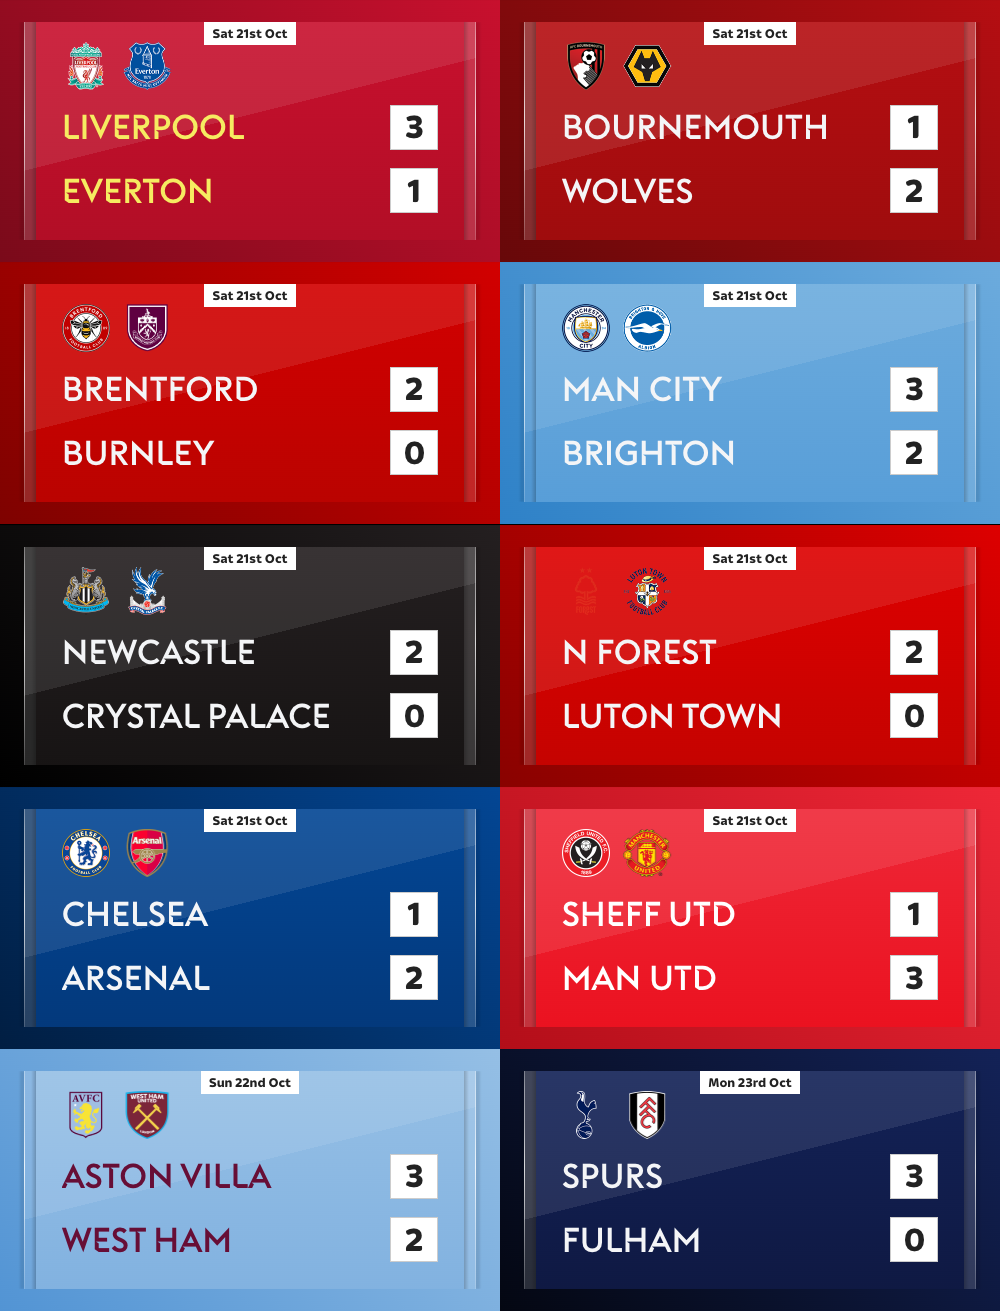 Sat 21st Oct
LIVERPOOL 3
EVERTON 1
Sat 21st Oct
BOURNEMOUTH 1
WOLVES 2
Sat 21st Oct
BRENTFORD 2
BURNLEY 0
Sat 21st Oct
MAN CITY 3
BRIGHTON 2
Sat 21st Oct
NEWCASTLE 2
CRYSTAL PALACE 0
Sat 21st Oct
N FOREST 2
LUTON TOWN 0
Sat 21st Oct
CHELSEA 1
ARSENAL 2
Sat 21st Oct
SHEFF UTD 1
MAN UTD 3
Sun 22nd Oct
AVFC
WEST HAM
UNITED
ASTON VILLA 3
WEST HAM 2
Mon 23rd Oct
SPURS 3
FULHAM 0